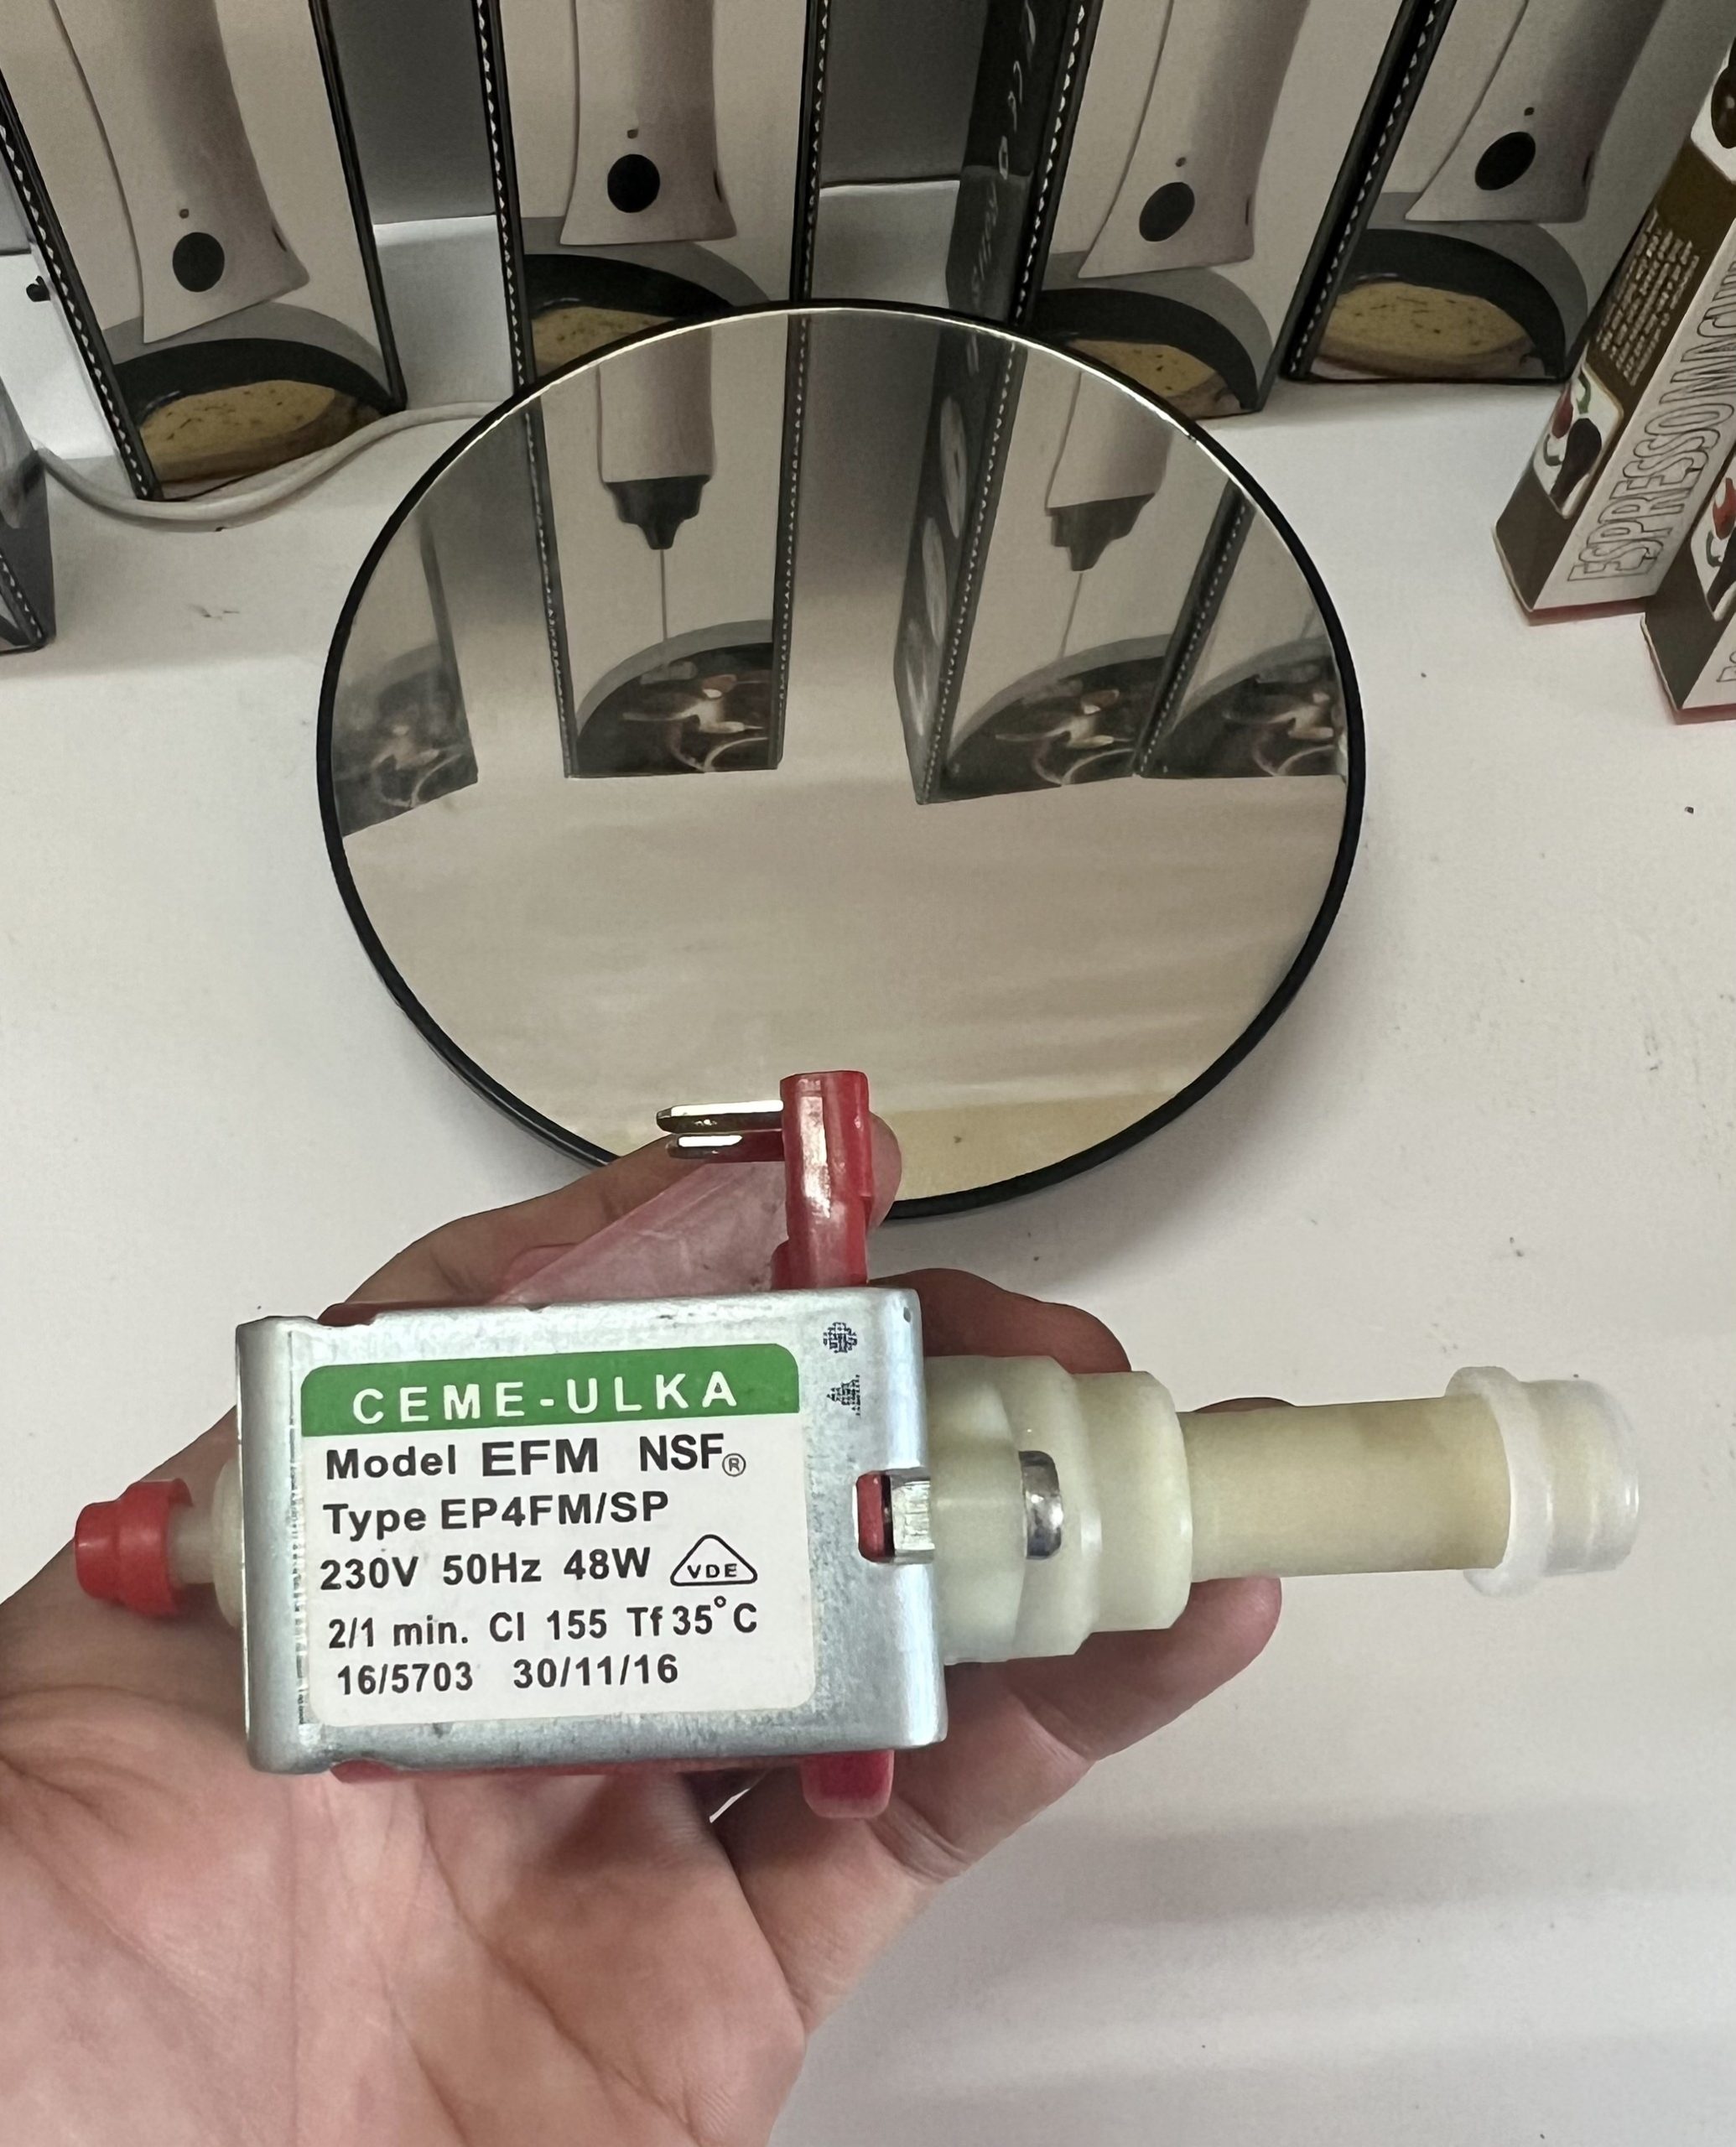 ESPRESSO MACHIN
CEME-ULKA
Model EFM NSF®
Type EP4FM/SP
230V 50Hz 48W VDE
2/1 min. Cl 155 Tf 35°C
16/5703 30/11/16